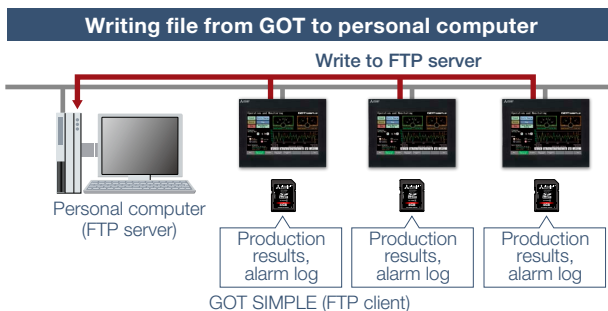 Writing file from GOT to personal computer
Write to FTP server
Personal computer
(FTP server)
Production
results,
alarm log
Production
results,
alarm log
Production
results,
alarm log
GOT SIMPLE (FTP client)